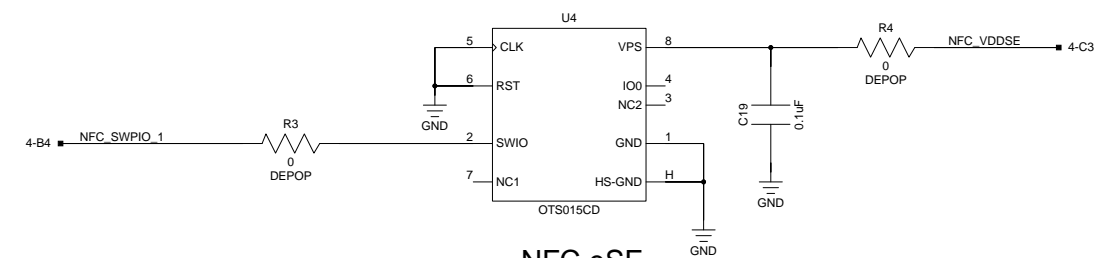 U4
R4
5
CLK
VPS
8
NFC_VDDSE
4-C3
0
DEPOP
6
RST
IO0
4
NC2
3
C19
0.1uF
GND
R3
4-B4
NFC_SWPIO_1
2
SWIO
GND
1
0
DEPOP
7
NC1
HS-GND
H
GND
OTS015CD
GND